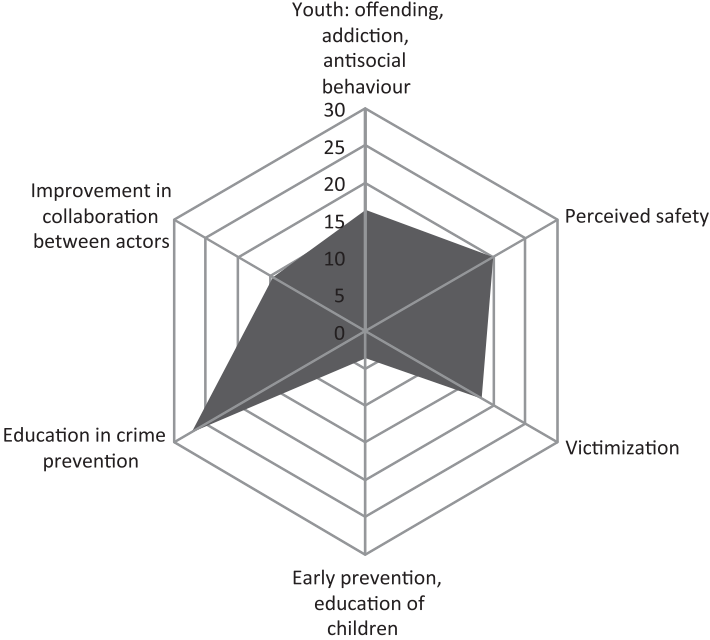 Youth: offending,
addiction,
antisocial
behaviour
30
25
20
15
10
5
0
Improvement in
collaboration
between actors
Perceived safety
Education in crime
prevention
Victimization
Early prevention,
education of
children